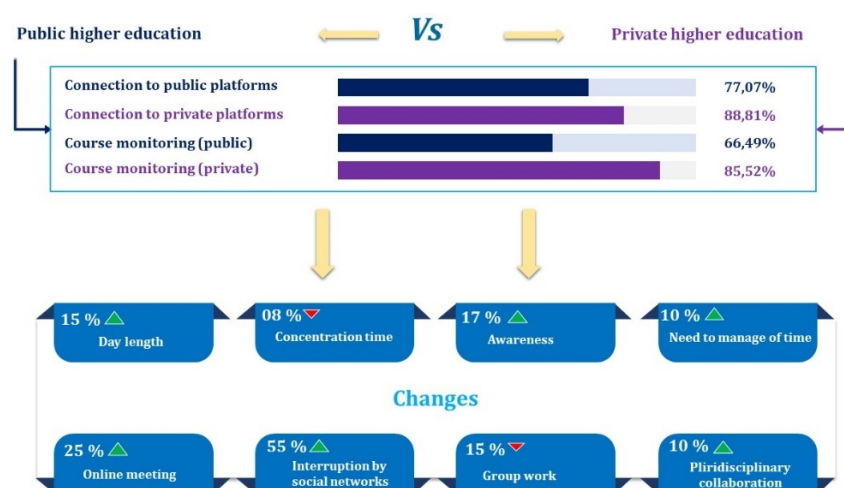 Public higher education
Vs
Private higher education
Connection to public platforms 77,07%
Connection to private platforms 88,81%
Course monitoring (public) 66,49%
Course monitoring (private) 85,52%
15 %
Day length
08 %
Concentration time
17 %
Awareness
10 %
Need to manage of time
Changes
25 %
Online meeting
55 %
Interruption by
social networks
15 %
Group work
10 %
Pliridisciplinary
collaboration